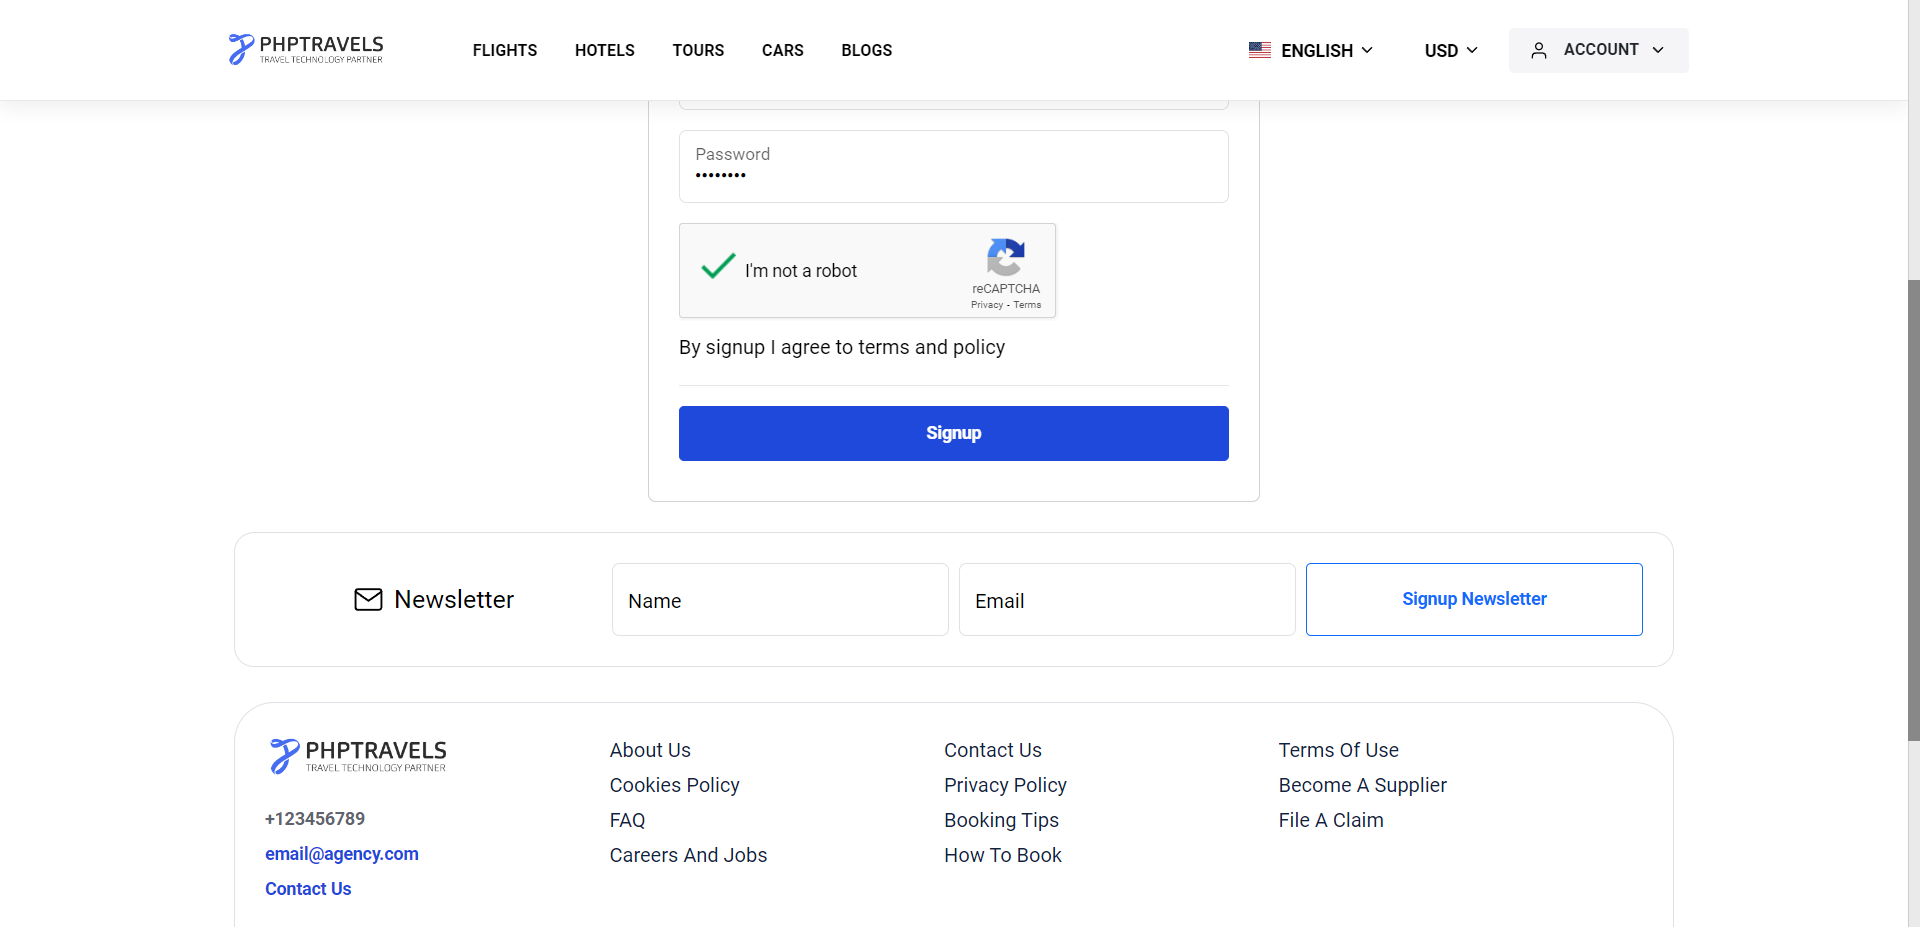 PHPTRAVELS
TRAVEL TECHNOLOGY PARTNER
FLIGHTS
HOTELS
TOURS
CARS
BLOGS
ENGLISH
USD
ACCOUNT
Password
••••••••
I'm not a robot
reCAPTCHA
Privacy - Terms
By signup I agree to terms and policy
Signup
Newsletter
Name
Email
Signup Newsletter
PHPTRAVELS
TRAVEL TECHNOLOGY PARTNER
+123456789
email@agency.com
Contact Us
About Us
Cookies Policy
FAQ
Careers And Jobs
Contact Us
Privacy Policy
Booking Tips
How To Book
Terms Of Use
Become A Supplier
File A Claim